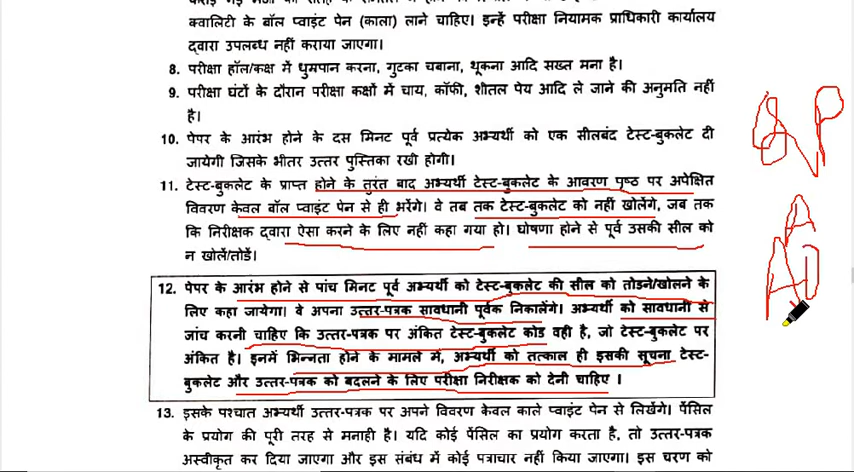 क्वालिटी के बॉल प्वाइंट पेन (काला) लाने चाहिए। इन्हें परीक्षा नियामक प्राधिकारी कार्यालय
द्वारा उपलब्ध नहीं कराया जाएगा।
8. परीक्षा हॉल/कक्ष में धुमपान करना, गुटका चबाना, थूकना आदि सख्त मना है।
9. परीक्षा घंटों के दौरान परीक्षा कक्षों में चाय, कॉफी, शीतल पेय आदि ले जाने की अनुमति नहीं
है।
10. पेपर के आरंभ होने के दस मिनट पूर्व प्रत्येक अभ्यर्थी को एक सीलबंद टेस्ट-बुकलेट दी
जायेगी जिसके भीतर उत्तर पुस्तिका रखी होगी।
11. टेस्ट-बुकलेट के प्राप्त होने के तुरंत बाद अभ्यर्थी टेस्ट-बुकलेट के आवरण पृष्ठ पर अपेक्षित
विवरण केवल बॉल प्वाइंट पेन से ही भरेंगे। वे तब तक टेस्ट-बुकलेट को नहीं खोलेंगे, जब तक
कि निरीक्षक द्वारा ऐसा करने के लिए नहीं कहा गया हो। घोषणा होने से पूर्व उसकी सील को
न खोलें/तोडें।
12. पेपर के आरंभ होने से पांच मिनट पूर्व अभ्यर्थी को टेस्ट-बुकलेट की सील को तोडने/खोलने के
लिए कहा जायेगा। वे अपना उत्तर-पत्रक सावधानी पूर्वक निकालेंगे। अभ्यर्थी को सावधानी से
जांच करनी चाहिए कि उत्तर-पत्रक पर अंकित टेस्ट-बुकलेट कोड वही है, जो टेस्ट-बुकलेट पर
अंकित है। इनमें भिन्नता होने के मामले में, अभ्यर्थी को तत्काल ही इसकी सूचना टेस्ट-
बुकलेट और उत्तर-पत्रक को बदलने के लिए परीक्षा निरीक्षक को देनी चाहिए ।
13. इसके पश्चात अभ्यर्थी उत्तर-पत्रक पर अपने विवरण केवल काले प्वाइंट पेन से लिखेंगे। पेंसिल
के प्रयोग की पूरी तरह से मनाही है। यदि कोई पेंसिल का प्रयोग करता है, तो उत्तर-पत्रक
अस्वीकृत कर दिया जाएगा और इस संबंध में कोई पत्राचार नहीं किया जाएगा। इस चरण को